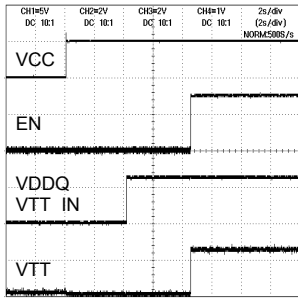 CH1=5V CH2=2V CH3=2V CH4=1V 2s/div
DC 10:1 DC 10:1 DC 10:1 DC 10:1 (2s/div)
NORM:500S/s
VCC
EN
VDDQ
VTT IN
VTT